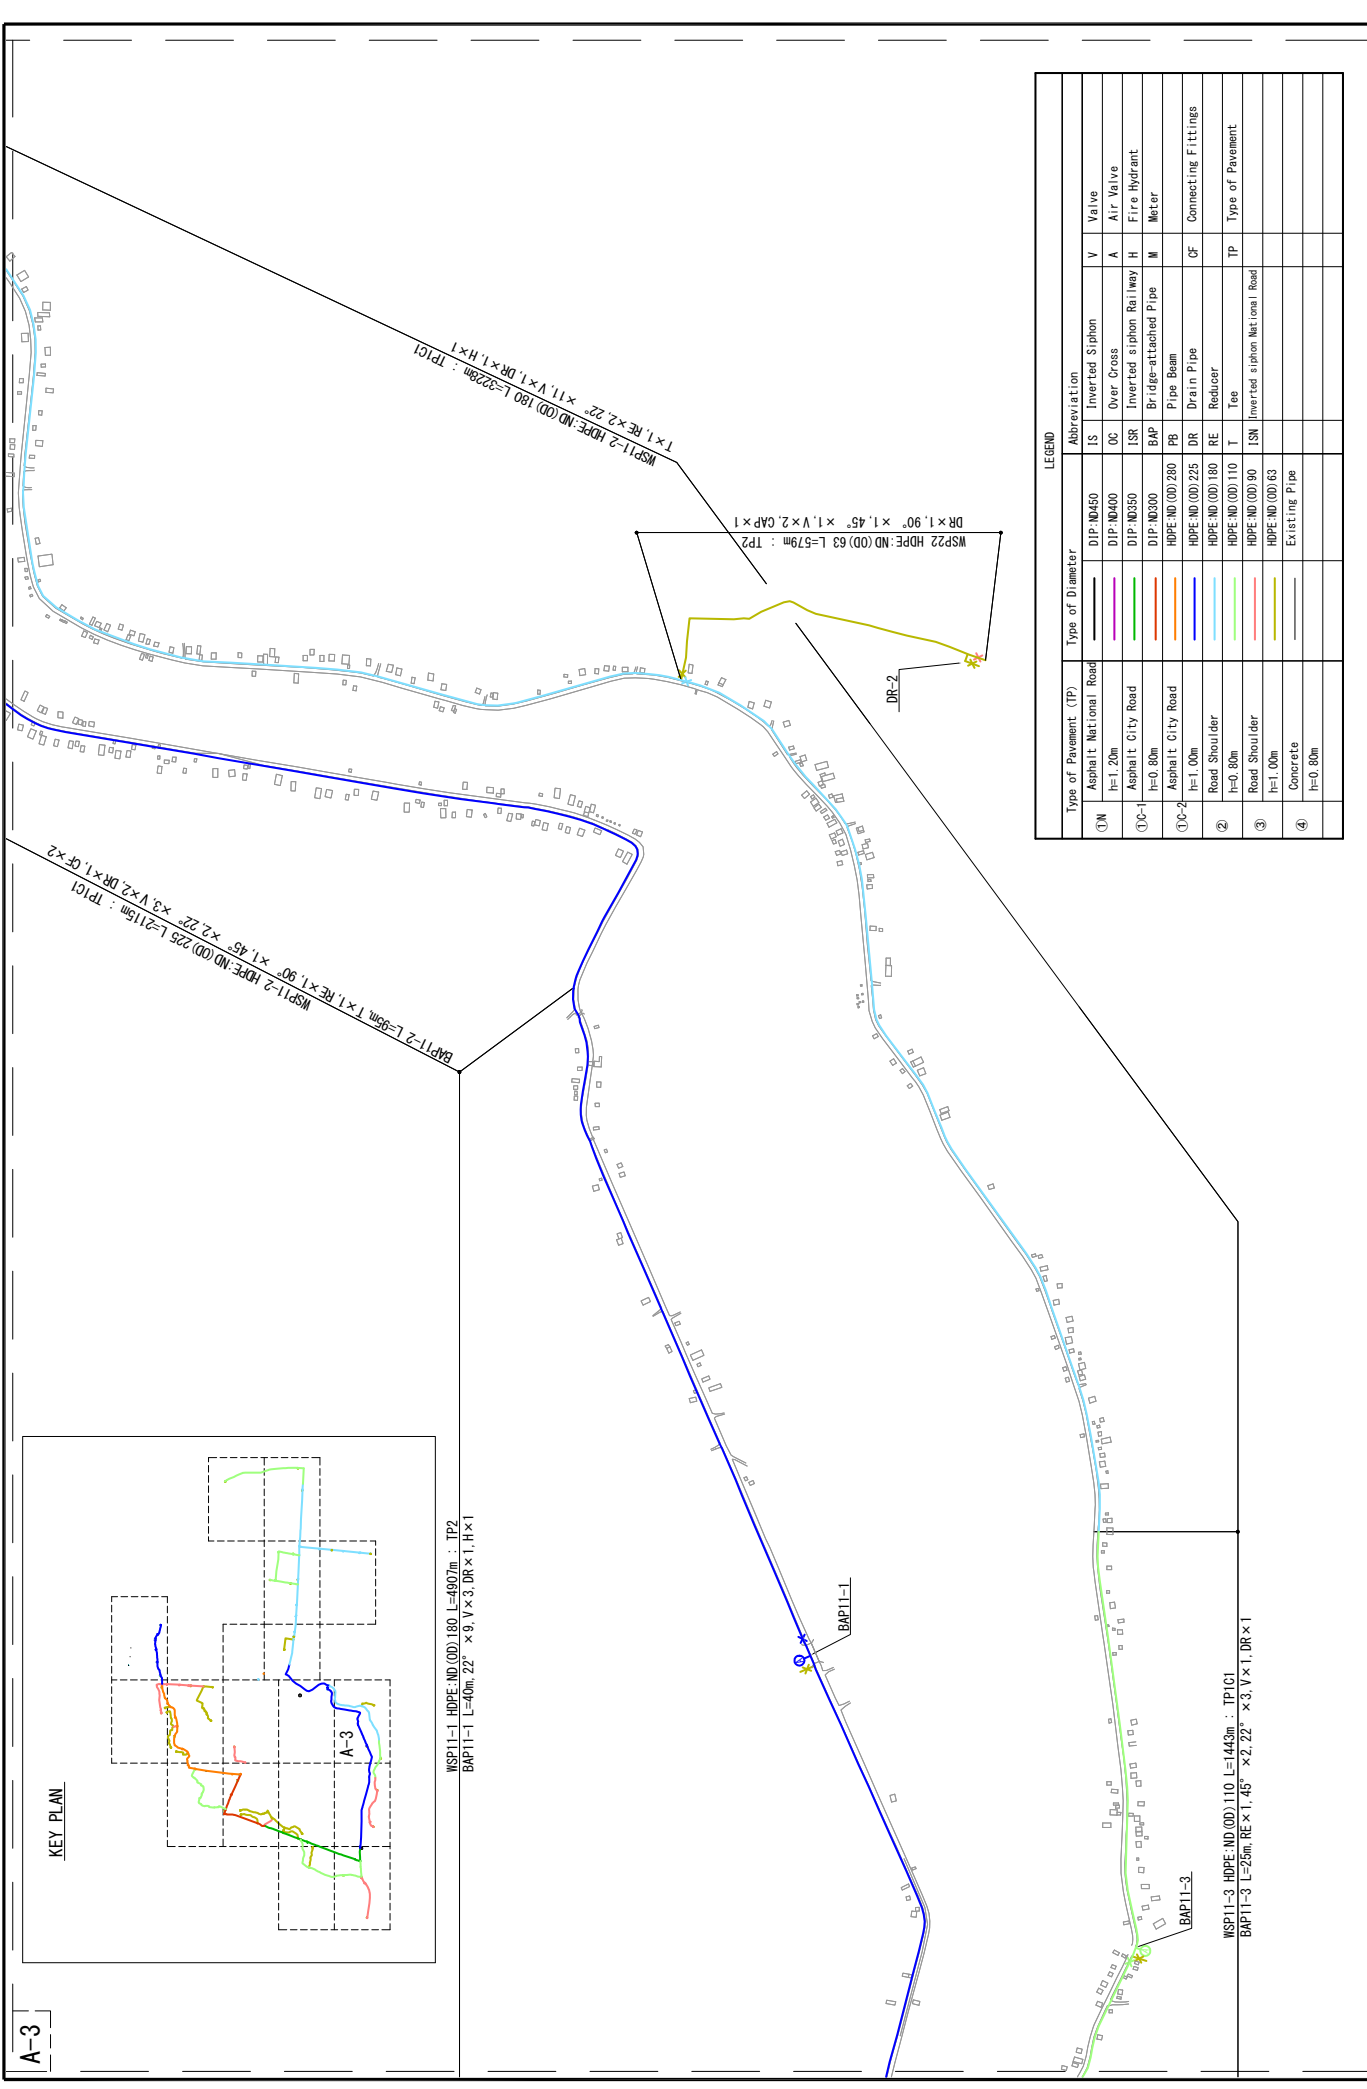 A-3
KEY PLAN
A-3
WSP11-2 HDPE:ND(OD)180 L=3228m : TP1C1
T×1,RE×2,22° ×11,V×1,DR×1,H×1
WSP22 HDPE:ND(OD)63 L=579m : TP2
DR×1,90° ×1,45° ×1,V×2,CAP×1
DR-2
WSP11-2 HDPE:ND(OD)225 L=2115m : TP1C1
BAP11-2 L=95m,T×1,RE×1,90° ×1,45° ×2,22° ×3,V×2,DR×1,CF×2
WSP11-1 HDPE:ND(OD)180 L=4907m : TP2
BAP11-1 L=40m,22° ×9,V×3,DR×1,H×1
BAP11-1
BAP11-3
WSP11-3 HDPE:ND(OD)110 L=1443m : TP1C1
BAP11-3 L=25m,RE×1,45° ×2,22° ×3,V×1,DR×1
LEGEND
Type of Pavement (TP) Type of Diameter Abbreviation
①N Asphalt National Road DIP:ND450 IS Inverted Siphon V Valve
h=1.20m DIP:ND400 OC Over Cross A Air Valve
①C-1 Asphalt City Road DIP:ND350 ISR Inverted siphon Railway H Fire Hydrant
h=0.80m DIP:ND300 BAP Bridge-attached Pipe M Meter
①C-2 Asphalt City Road HDPE:ND(OD)280 PB Pipe Beam
h=1.00m HDPE:ND(OD)225 DR Drain Pipe CF Connecting Fittings
② Road Shoulder HDPE:ND(OD)180 RE Reducer
h=0.80m HDPE:ND(OD)110 T Tee TP Type of Pavement
③ Road Shoulder HDPE:ND(OD)90 ISN Inverted siphon National Road
h=1.00m HDPE:ND(OD)63
④ Concrete Existing Pipe
h=0.80m